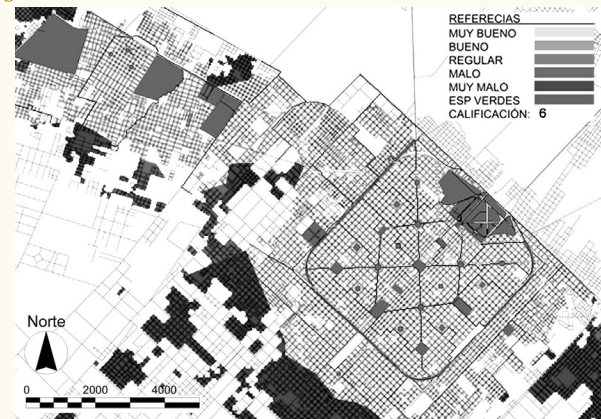 REFERECIAS
MUY BUENO
BUENO
REGULAR
MALO
MUY MALO
ESP VERDES
CALIFICACIÓN: 6
Norte
0 2000 4000